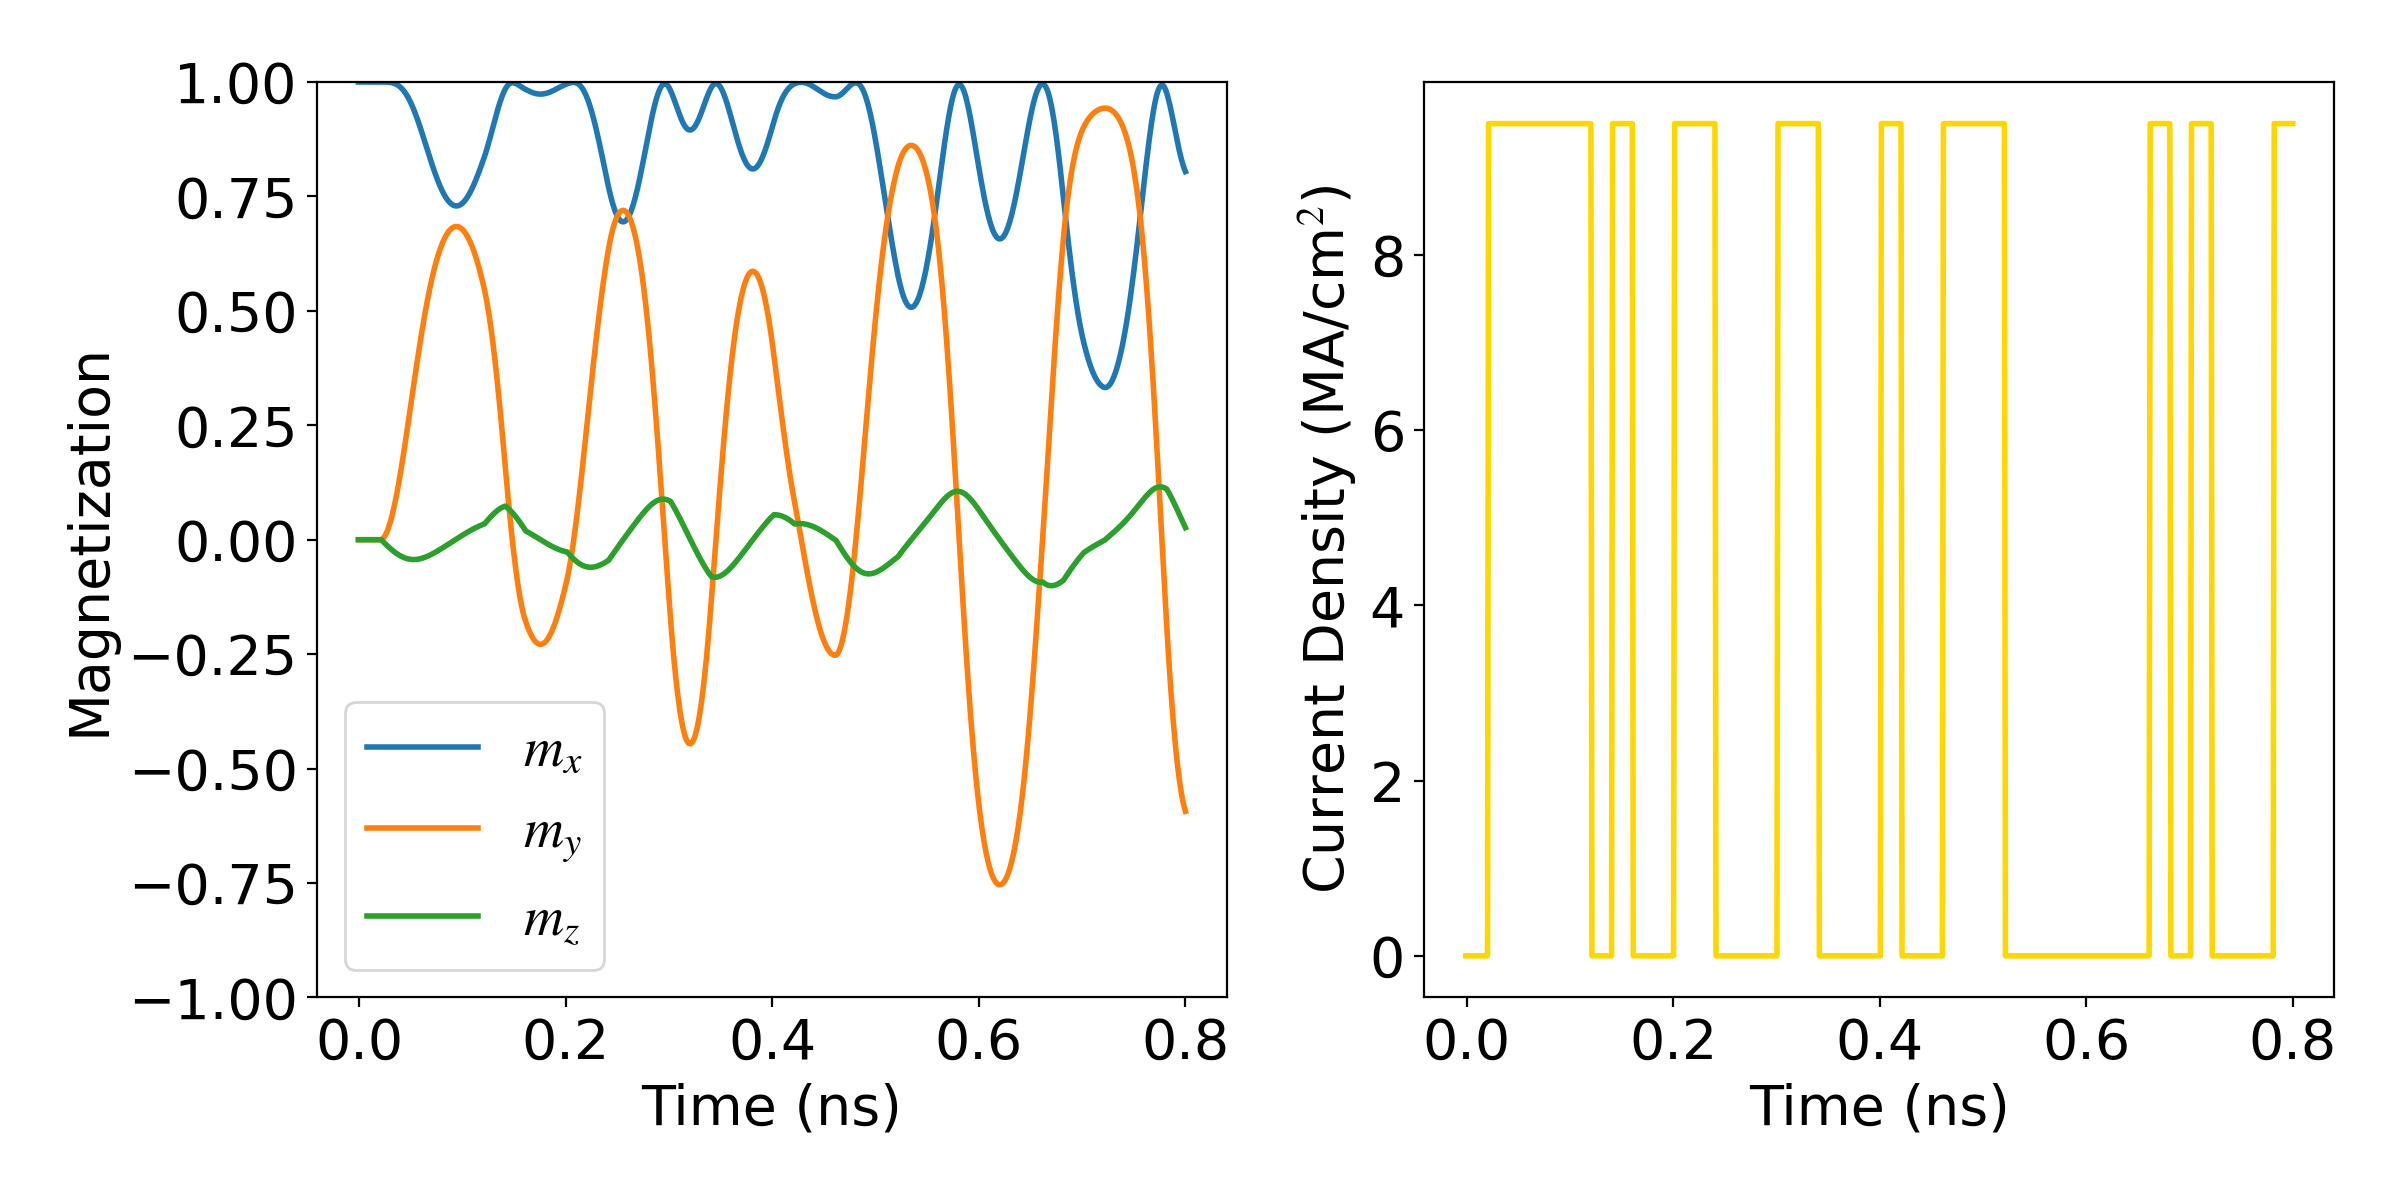 1.00
0.75
0.50
0.25
0.00
−0.25
−0.50
−0.75
−1.00
Magnetization
m_x
m_y
m_z
0.0 0.2 0.4 0.6 0.8
Time (ns)
8
6
4
2
0
Current Density (MA/cm²)
0.0 0.2 0.4 0.6 0.8
Time (ns)